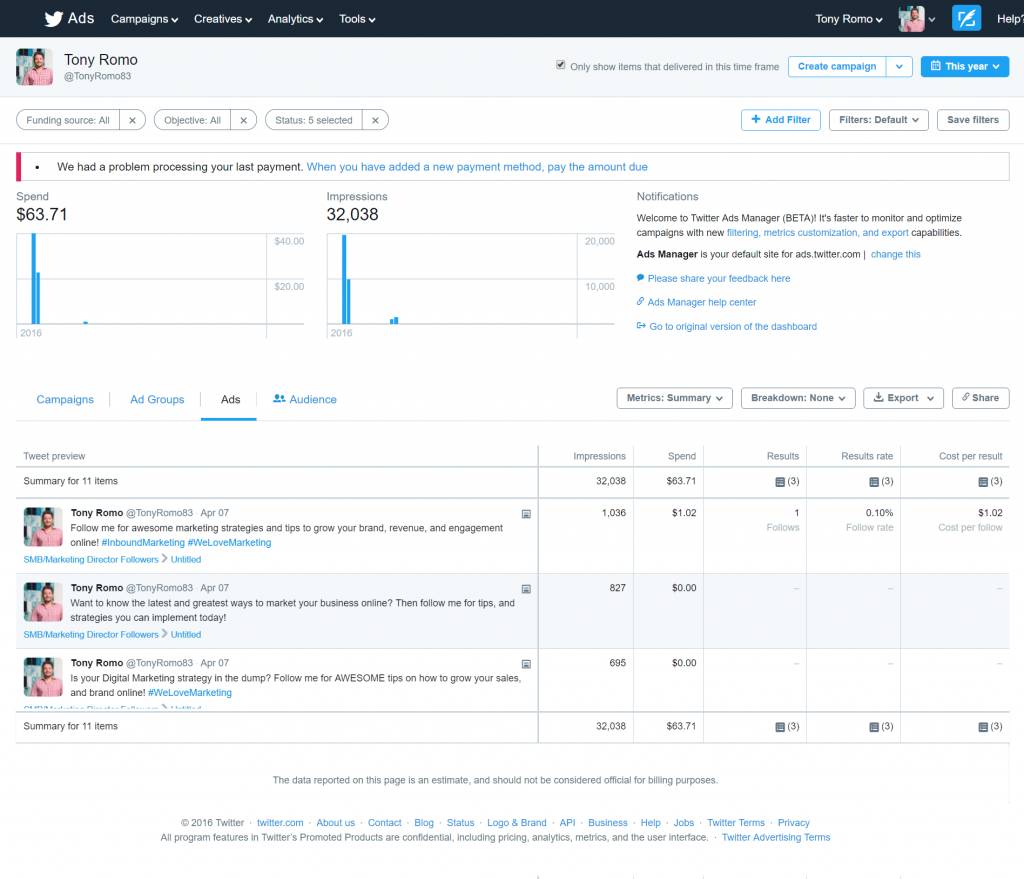 Ads Campaigns Creatives Analytics Tools Tony Romo Help?
Tony Romo
@TonyRomo83
Only show items that delivered in this time frame Create campaign This year
Funding source: All × Objective: All × Status: 5 selected × + Add Filter Filters: Default Save filters
• We had a problem processing your last payment. When you have added a new payment method, pay the amount due
Spend
$63.71
$40.00
$20.00
2016
Impressions
32,038
20,000
10,000
2016
Notifications
Welcome to Twitter Ads Manager (BETA)! It's faster to monitor and optimize
campaigns with new filtering, metrics customization, and export capabilities.
Ads Manager is your default site for ads.twitter.com | change this
Please share your feedback here
Ads Manager help center
Go to original version of the dashboard
Campaigns Ad Groups Ads Audience Metrics: Summary Breakdown: None Export Share
Tweet preview Impressions Spend Results Results rate Cost per result
Summary for 11 items 32,038 $63.71 (3) (3) (3)
Tony Romo @TonyRomo83 · Apr 07 1,036 $1.02 1 0.10% $1.02
Follow me for awesome marketing strategies and tips to grow your brand, revenue, and engagement Follows Follow rate Cost per follow
online! #InboundMarketing #WeLoveMarketing
SMB/Marketing Director Followers > Untitled
Tony Romo @TonyRomo83 · Apr 07 827 $0.00 – – –
Want to know the latest and greatest ways to market your business online? Then follow me for tips, and
strategies you can implement today!
SMB/Marketing Director Followers > Untitled
Tony Romo @TonyRomo83 · Apr 07 695 $0.00 – – –
Is your Digital Marketing strategy in the dump? Follow me for AWESOME tips on how to grow your sales,
and brand online! #WeLoveMarketing
SMB/Marketing Director Followers > Untitled
Summary for 11 items 32,038 $63.71 (3) (3) (3)
The data reported on this page is an estimate, and should not be considered official for billing purposes.
© 2016 Twitter · twitter.com · About us · Contact · Blog · Status · Logo & Brand · API · Business · Help · Jobs · Twitter Terms · Privacy
All program features in Twitter's Promoted Products are confidential, including pricing, analytics, metrics, and the user interface. · Twitter Advertising Terms